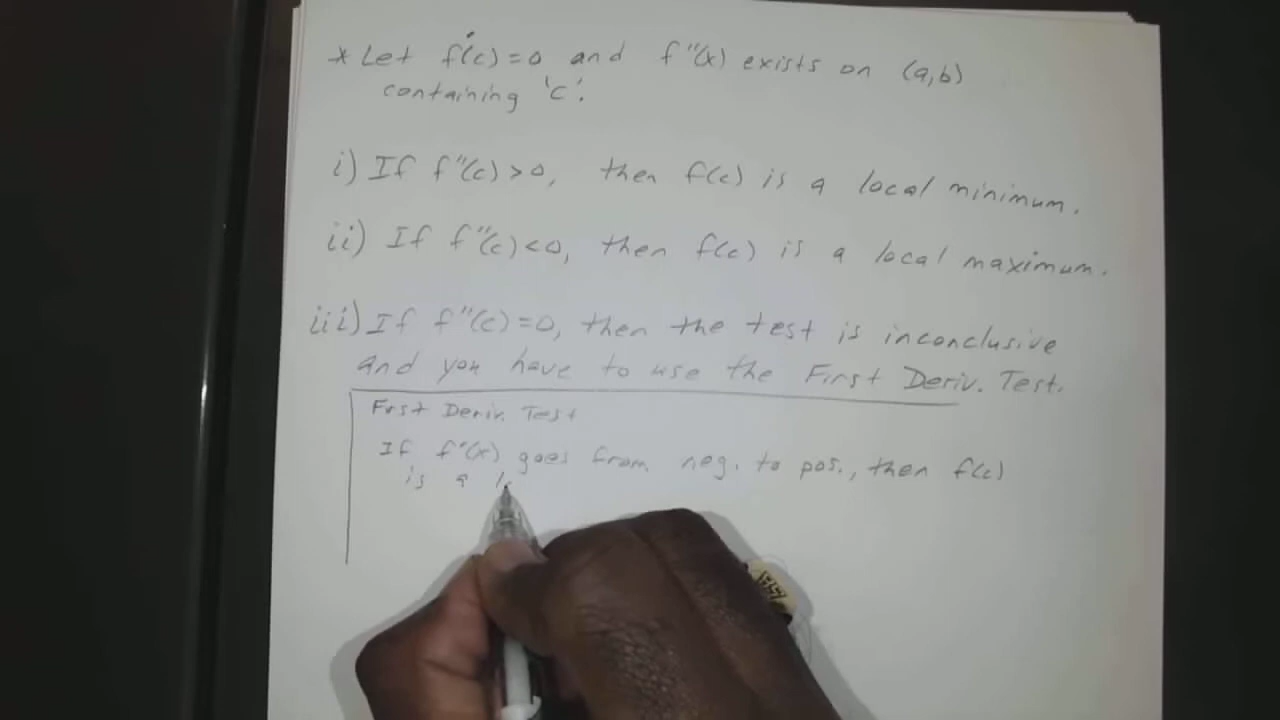 * Let f'(c)=0 and f"(x) exists on (a,b)
containing 'c'.
i) If f"(c)>0, then f(c) is a local minimum.
ii) If f"(c)<0, then f(c) is a local maximum.
iii) If f"(c)=0, then the test is inconclusive
and you have to use the First Deriv. Test.
First Deriv. Test
If f'(x) goes from neg. to pos., then f(c)
is a